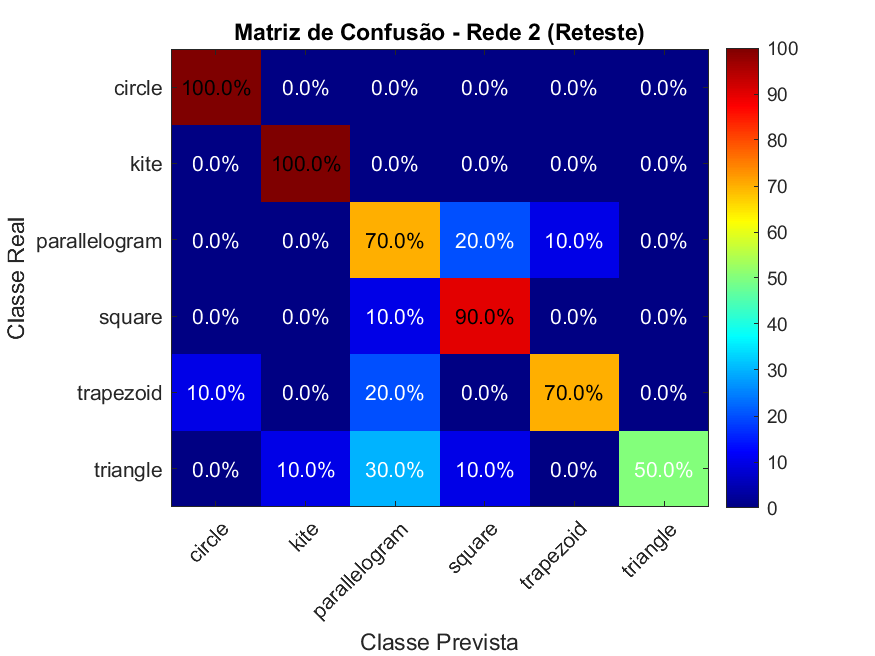 Matriz de Confusão - Rede 2 (Reteste)
circle 100.0% 0.0% 0.0% 0.0% 0.0% 0.0%
kite 0.0% 100.0% 0.0% 0.0% 0.0% 0.0%
parallelogram 0.0% 0.0% 70.0% 20.0% 10.0% 0.0%
square 0.0% 0.0% 10.0% 90.0% 0.0% 0.0%
trapezoid 10.0% 0.0% 20.0% 0.0% 70.0% 0.0%
triangle 0.0% 10.0% 30.0% 10.0% 0.0% 50.0%
circle kite parallelogram square trapezoid triangle
Classe Prevista
Classe Real
100
90
80
70
60
50
40
30
20
10
0